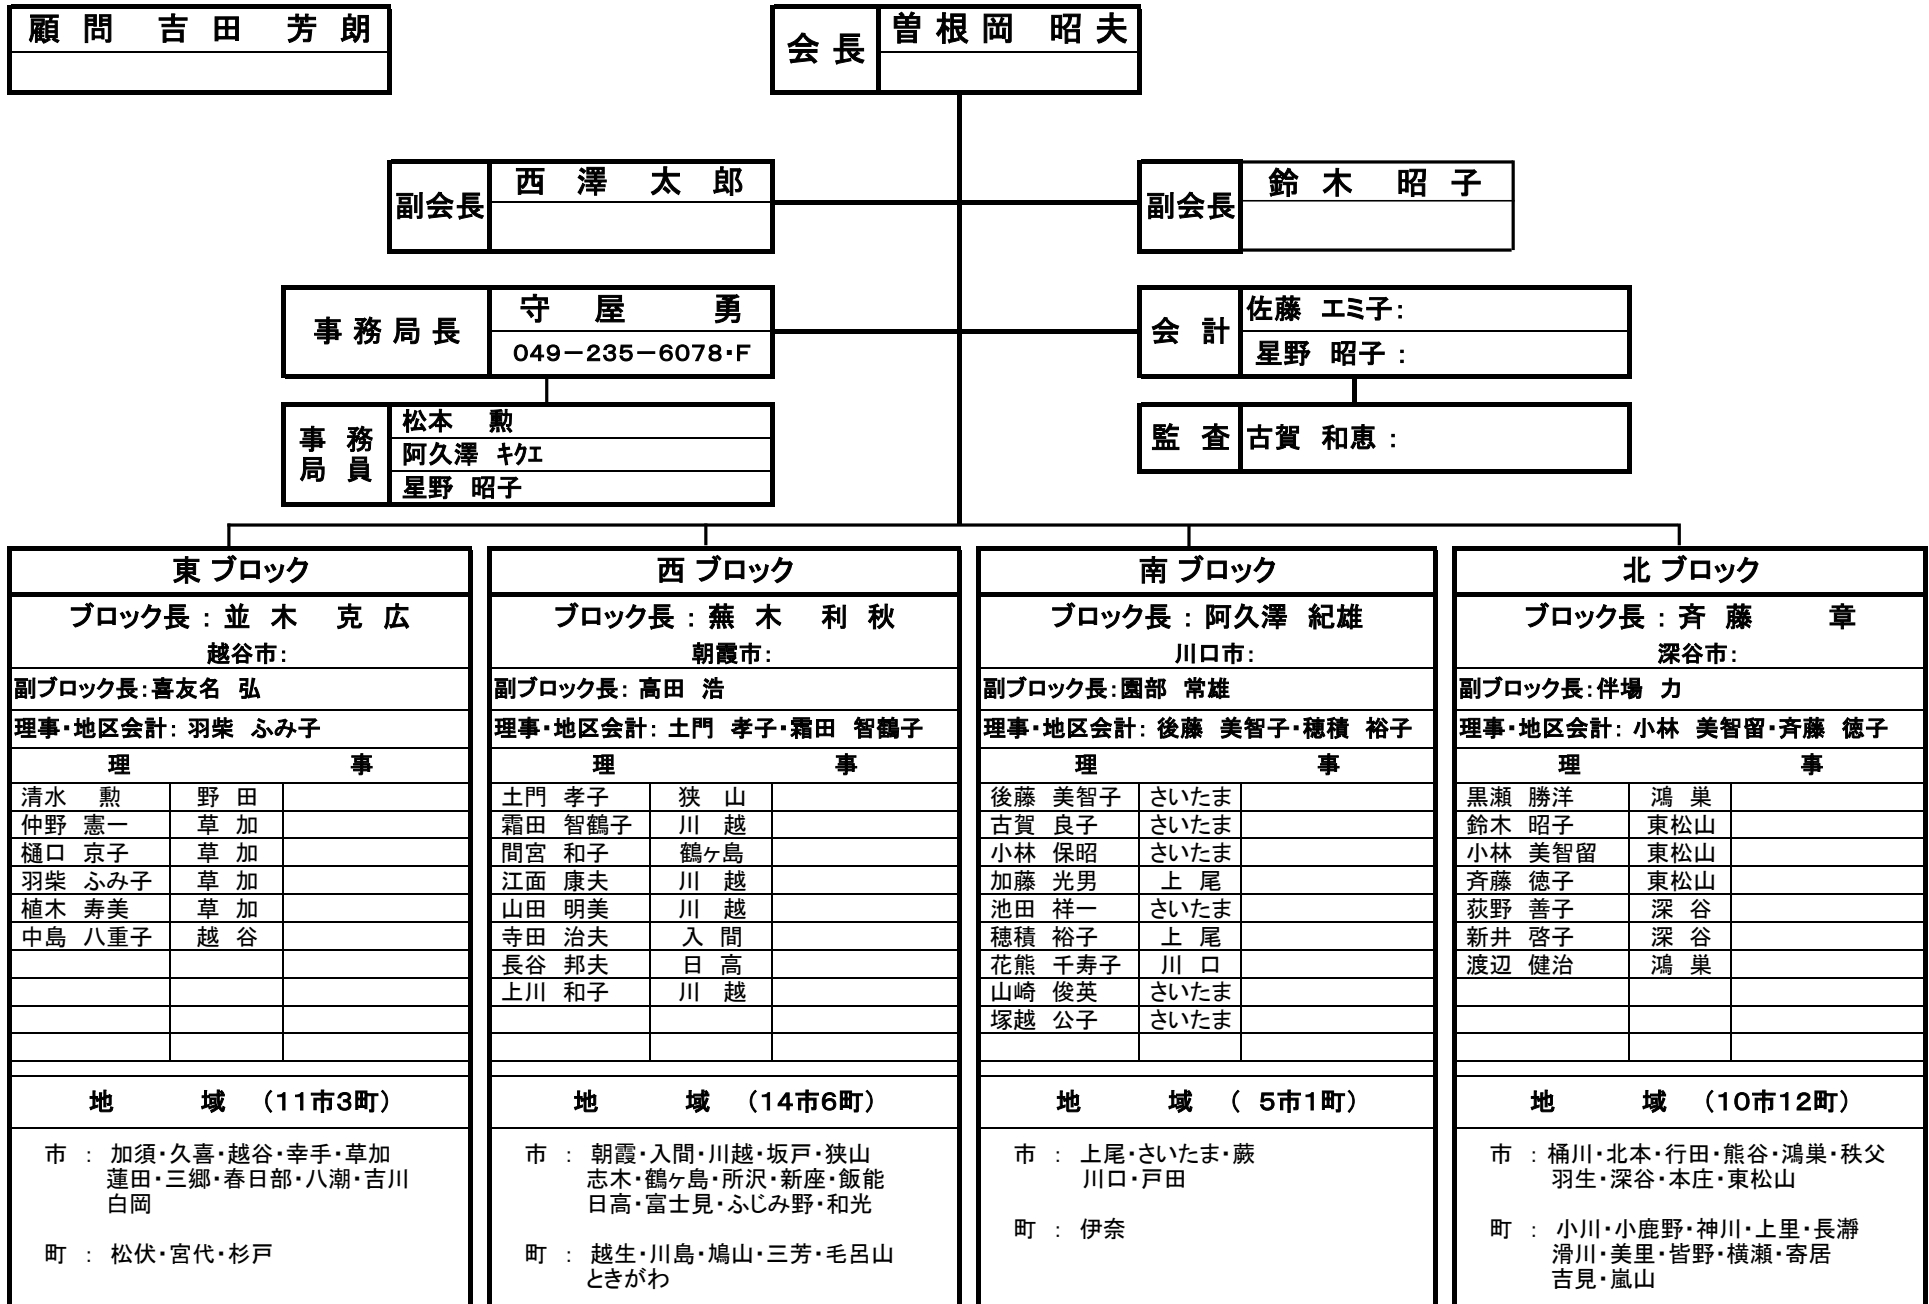 顧 問　吉 田　芳 朗
会 長　曽 根 岡　昭 夫
副会長　西 澤　太 郎
副会長　鈴 木　昭 子
事 務 局 長　守 屋　勇
049－235－6078・F
会 計　佐藤 エミ子：
星野 昭子 ：
事 務 局 員　松本 勲
阿久澤 ｷｸｴ
星野 昭子
監 査　古賀 和恵 ：
東 ブロック
ブロック長 ： 並 木　克 広
越谷市：
副ブロック長：喜友名 弘
理事・地区会計： 羽柴 ふみ子
理　事
清水 勲　野 田
仲野 憲一　草 加
樋口 京子　草 加
羽柴 ふみ子　草 加
植木 寿美　草 加
中島 八重子　越 谷
地　域　（11市3町）
市 ： 加須・久喜・越谷・幸手・草加
蓮田・三郷・春日部・八潮・吉川
白岡
町 ： 松伏・宮代・杉戸
西 ブロック
ブロック長 ： 蕪 木　利 秋
朝霞市：
副ブロック長： 高田 浩
理事・地区会計： 土門 孝子・霜田 智鶴子
理　事
土門 孝子　狭 山
霜田 智鶴子　川 越
間宮 和子　鶴ヶ島
江面 康夫　川 越
山田 明美　川 越
寺田 治夫　入 間
長谷 邦夫　日 高
上川 和子　川 越
地　域　（14市6町）
市 ： 朝霞・入間・川越・坂戸・狭山
志木・鶴ヶ島・所沢・新座・飯能
日高・富士見・ふじみ野・和光
町 ： 越生・川島・鳩山・三芳・毛呂山
ときがわ
南 ブロック
ブロック長 ： 阿久澤 紀雄
川口市：
副ブロック長：園部 常雄
理事・地区会計： 後藤 美智子・穂積 裕子
理　事
後藤 美智子　さいたま
古賀 良子　さいたま
小林 保昭　さいたま
加藤 光男　上 尾
池田 祥一　さいたま
穂積 裕子　上 尾
花熊 千寿子　川 口
山崎 俊英　さいたま
塚越 公子　さいたま
地　域　（ 5市1町）
市 ： 上尾・さいたま・蕨
川口・戸田
町 ： 伊奈
北 ブロック
ブロック長 ： 斉 藤　章
深谷市：
副ブロック長：伴場 力
理事・地区会計： 小林 美智留・斉藤 徳子
理　事
黒瀬 勝洋　鴻 巣
鈴木 昭子　東松山
小林 美智留　東松山
斉藤 徳子　東松山
荻野 善子　深 谷
新井 啓子　深 谷
渡辺 健治　鴻 巣
地　域　（10市12町）
市 ：桶川・北本・行田・熊谷・鴻巣・秩父
羽生・深谷・本庄・東松山
町 ： 小川・小鹿野・神川・上里・長瀞
滑川・美里・皆野・横瀬・寄居
吉見・嵐山